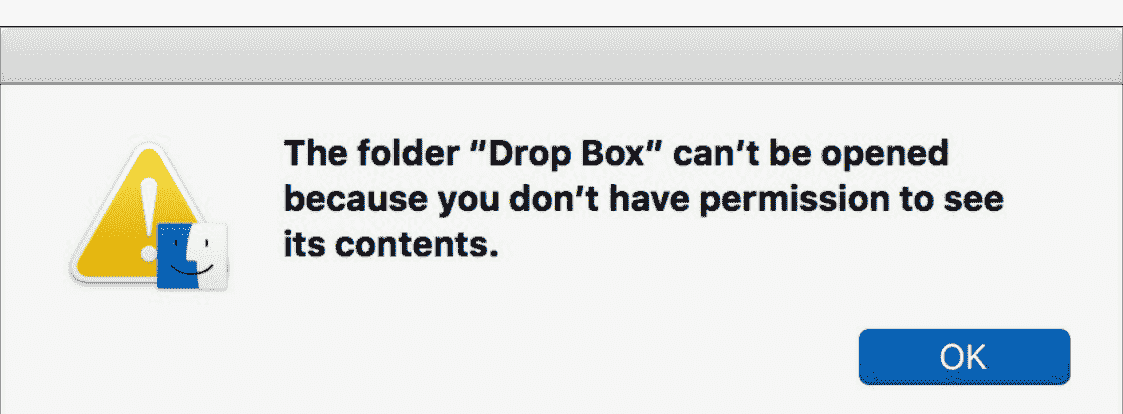 The folder “Drop Box” can’t be opened
because you don’t have permission to see
its contents.
OK